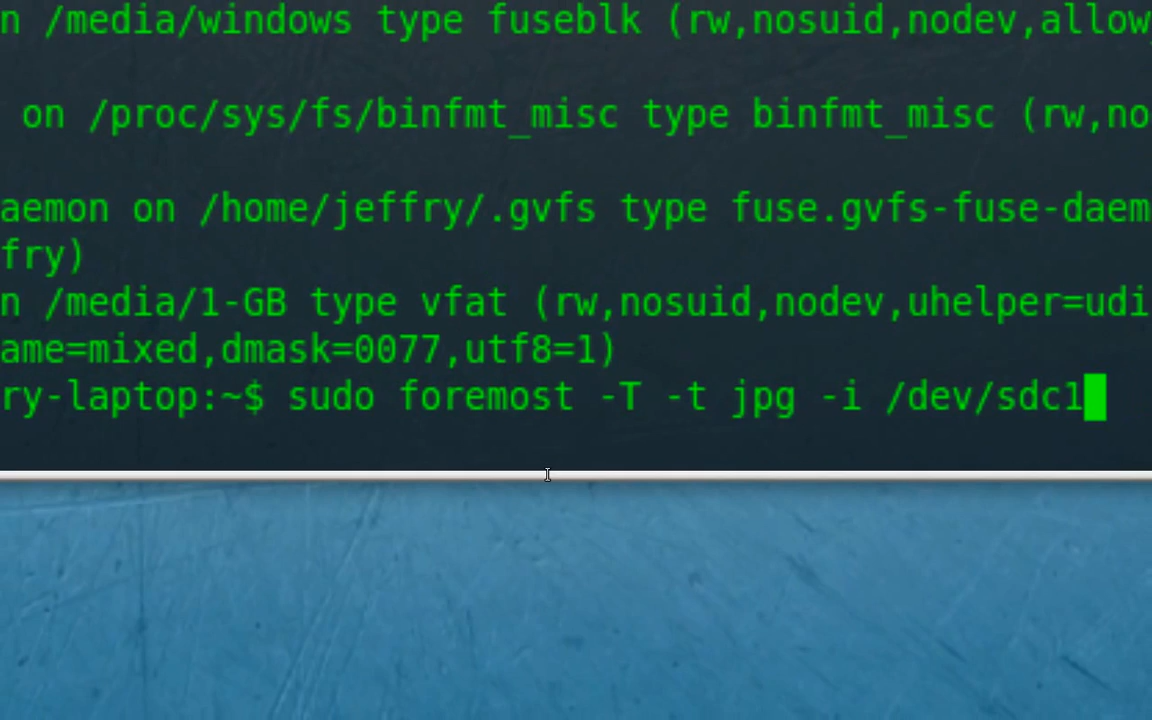 n /media/windows type fuseblk (rw,nosuid,nodev,allow_
on /proc/sys/fs/binfmt_misc type binfmt_misc (rw,no
aemon on /home/jeffry/.gvfs type fuse.gvfs-fuse-daem
fry)
n /media/1-GB type vfat (rw,nosuid,nodev,uhelper=udi
ame=mixed,dmask=0077,utf8=1)
ry-laptop:~$ sudo foremost -T -t jpg -i /dev/sdc1